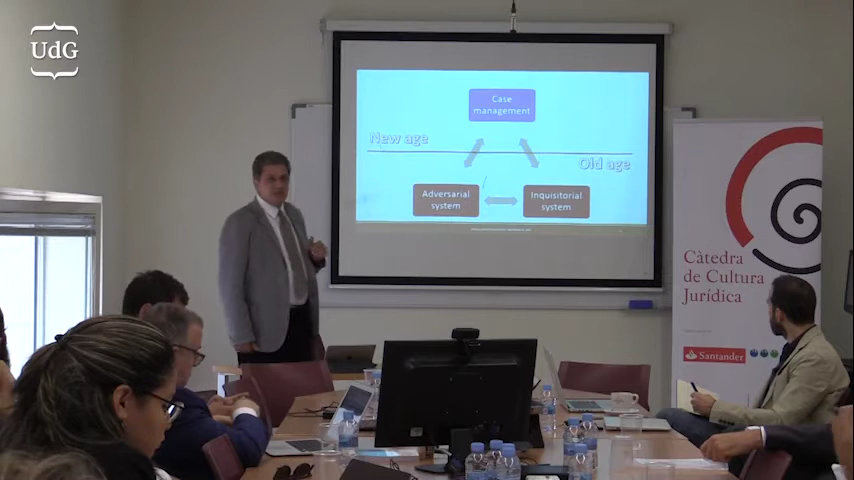 UdG
Case
management
New age
Old age
Adversarial
system
Inquisitorial
system
Càtedra
de Cultura
Jurídica
Santander